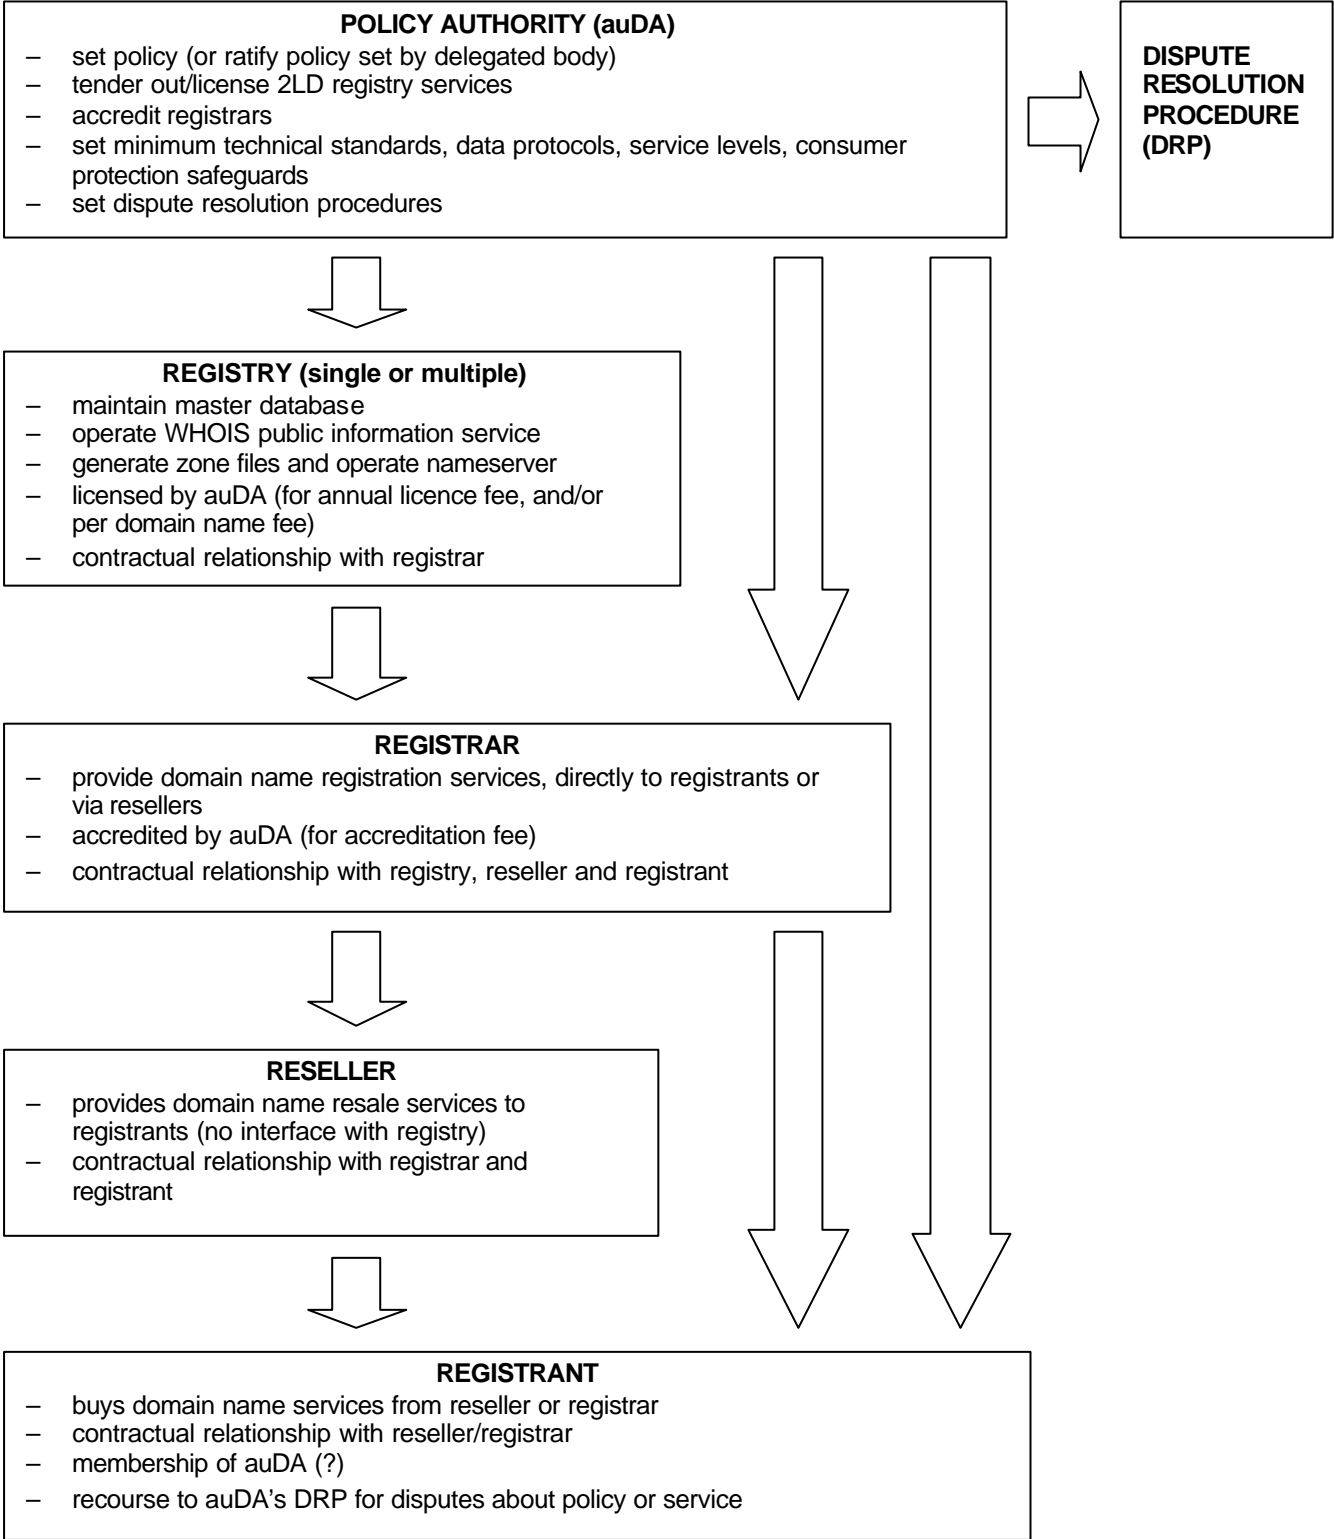 POLICY AUTHORITY (auDA)
– set policy (or ratify policy set by delegated body)
– tender out/license 2LD registry services
– accredit registrars
– set minimum technical standards, data protocols, service levels, consumer
protection safeguards
– set dispute resolution procedures
DISPUTE
RESOLUTION
PROCEDURE
(DRP)
REGISTRY (single or multiple)
– maintain master database
– operate WHOIS public information service
– generate zone files and operate nameserver
– licensed by auDA (for annual licence fee, and/or
per domain name fee)
– contractual relationship with registrar
REGISTRAR
– provide domain name registration services, directly to registrants or
via resellers
– accredited by auDA (for accreditation fee)
– contractual relationship with registry, reseller and registrant
RESELLER
– provides domain name resale services to
registrants (no interface with registry)
– contractual relationship with registrar and
registrant
REGISTRANT
– buys domain name services from reseller or registrar
– contractual relationship with reseller/registrar
– membership of auDA (?)
– recourse to auDA’s DRP for disputes about policy or service